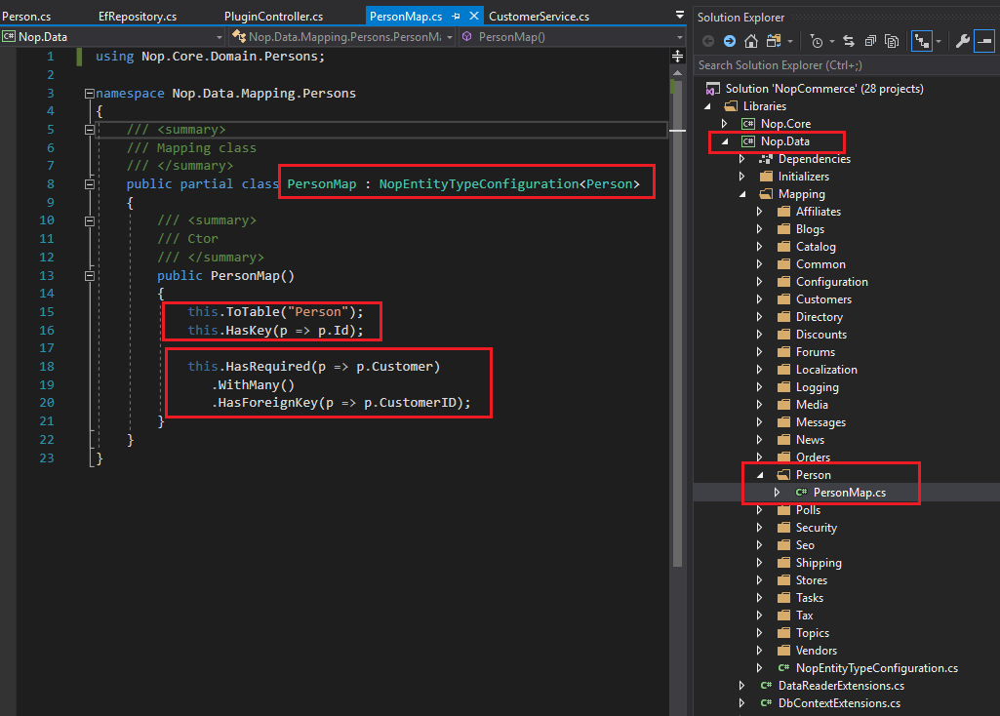 Person.cs EfRepository.cs PluginController.cs PersonMap.cs CustomerService.cs
Nop.Data Nop.Data.Mapping.Persons.PersonMa PersonMap()
1 using Nop.Core.Domain.Persons;
2
3 namespace Nop.Data.Mapping.Persons
4 {
5 /// <summary>
6 /// Mapping class
7 /// </summary>
8 public partial class PersonMap : NopEntityTypeConfiguration<Person>
9 {
10 /// <summary>
11 /// Ctor
12 /// </summary>
13 public PersonMap()
14 {
15 this.ToTable("Person");
16 this.HasKey(p => p.Id);
17
18 this.HasRequired(p => p.Customer)
19 .WithMany()
20 .HasForeignKey(p => p.CustomerID);
21 }
22 }
23 }
Solution Explorer
Search Solution Explorer (Ctrl+;)
Solution 'NopCommerce' (28 projects)
Libraries
C# Nop.Core
C# Nop.Data
Dependencies
Initializers
Mapping
Affiliates
Blogs
Catalog
Common
Configuration
Customers
Directory
Discounts
Forums
Localization
Logging
Media
Messages
News
Orders
Person
C# PersonMap.cs
Polls
Security
Seo
Shipping
Stores
Tasks
Tax
Topics
Vendors
C# NopEntityTypeConfiguration.cs
C# DataReaderExtensions.cs
C# DbContextExtensions.cs